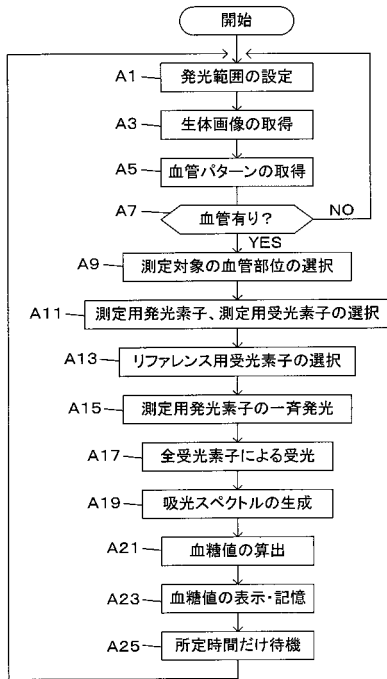 開始
A1 発光範囲の設定
A3 生体画像の取得
A5 血管パターンの取得
A7 血管有り? NO
YES
A9 測定対象の血管部位の選択
A11 測定用発光素子、測定用受光素子の選択
A13 リファレンス用受光素子の選択
A15 測定用発光素子の一斉発光
A17 全受光素子による受光
A19 吸光スペクトルの生成
A21 血糖値の算出
A23 血糖値の表示・記憶
A25 所定時間だけ待機